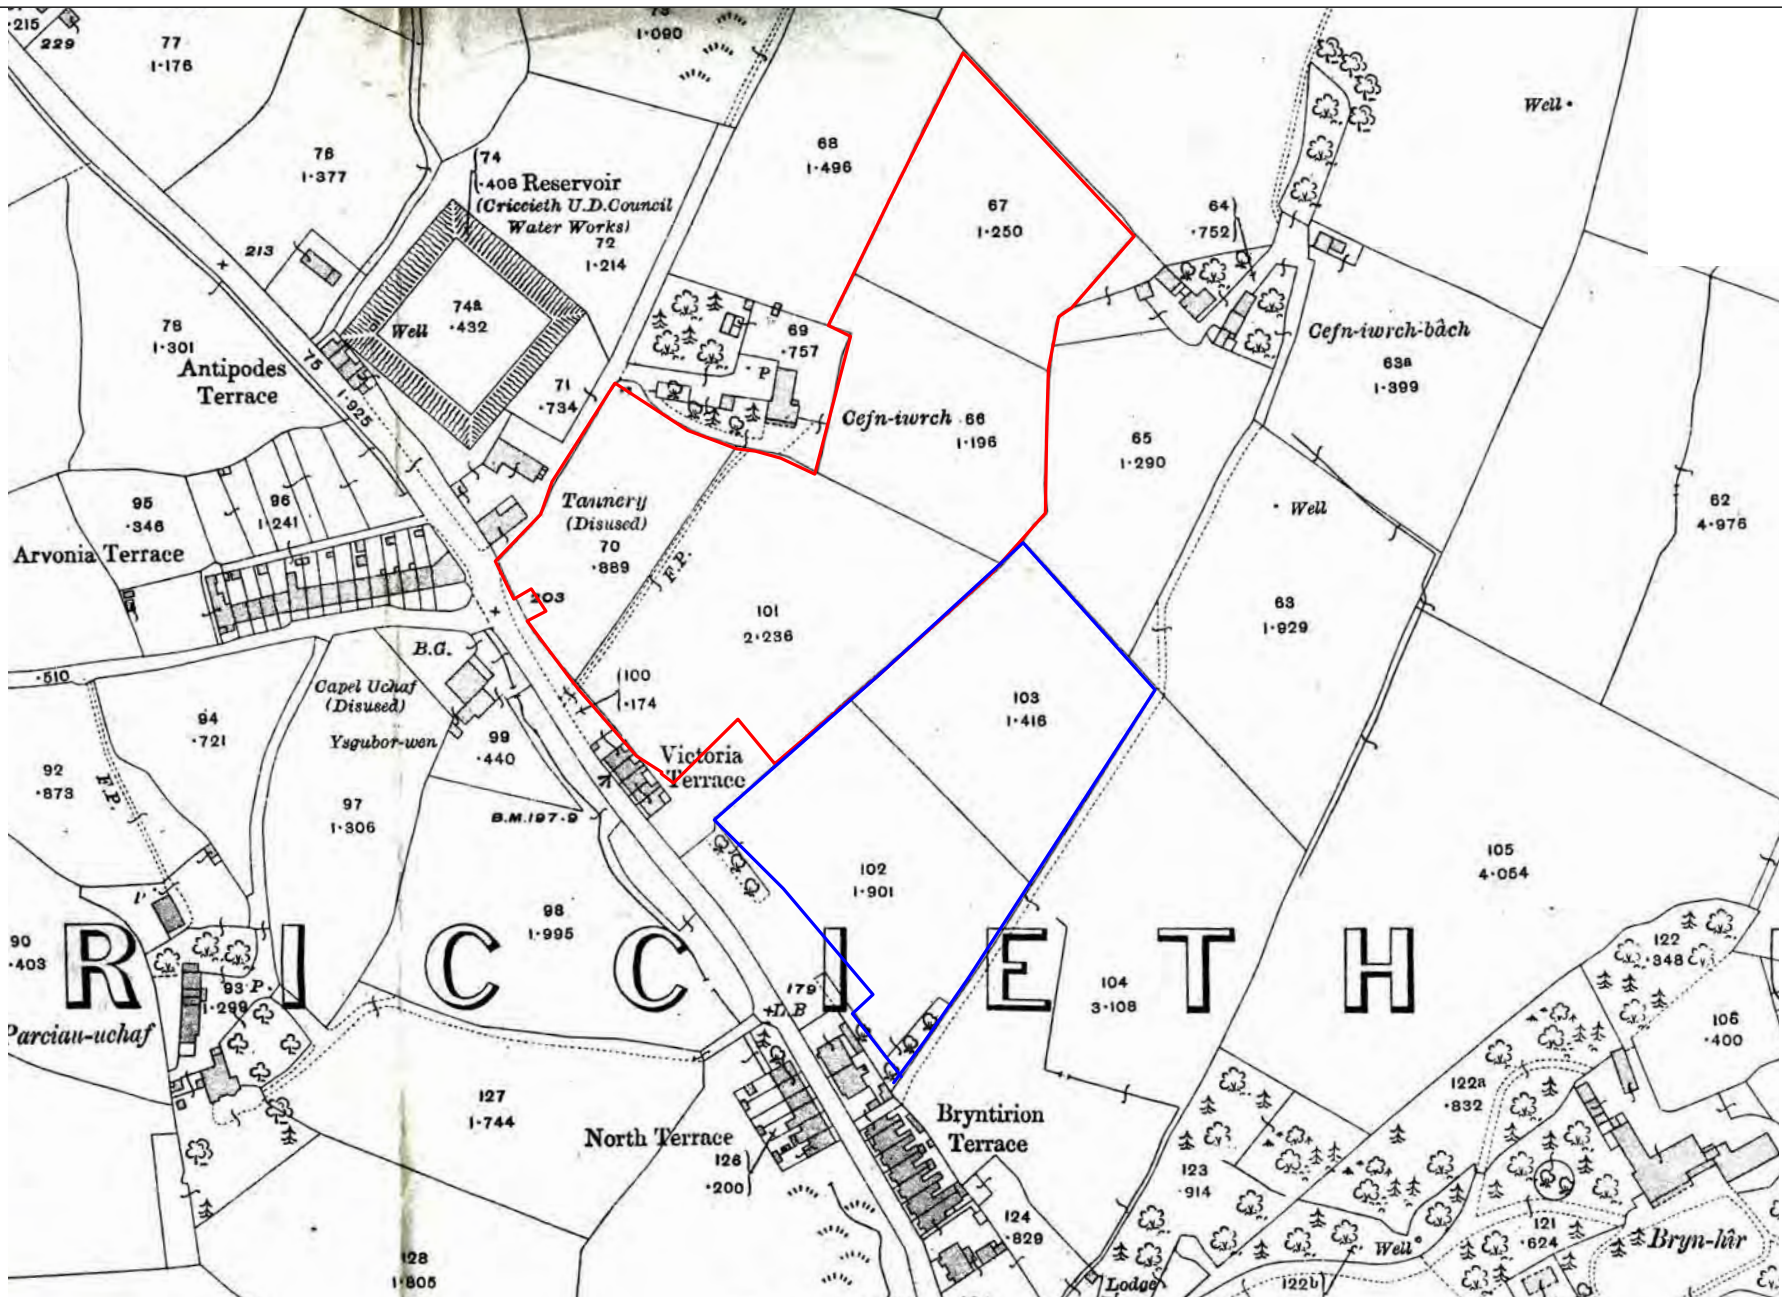 ·215
229
77
1·176
73
1·090
Well
76
1·377
74
·408
Reservoir
(Criccieth U.D.Council
Water Works)
72
1·214
68
1·496
67
1·250
64
·752
213
74a
·432
Well
69
·757
P
Cefn-iwrch-bâch
63a
1·399
78
1·301
Antipodes
Terrace
75
1·925
71
·734
Cefn-iwrch
66
1·196
65
1·290
95
·346
96
1·241
Tannery
(Disused)
70
·889
F.P.
Well
62
4·976
Arvonia Terrace
203
101
2·236
63
1·929
B.G.
·510
100
·174
Capel Uchaf
(Disused)
Ysgubor-wen
94
·721
99
·440
Victoria
Terrace
103
1·416
92
·873
F.P.
97
1·306
B.M.197·9
102
1·901
105
4·054
98
1·995
90
·403
RICCIETH
122
·348
93
1·299
P.
Parciau-uchaf
179
L.B
104
3·108
106
·400
127
1·744
North Terrace
126
·200
Bryntirion
Terrace
122a
·832
123
·914
124
·829
121
·624
Bryn-hîr
Well
128
1·805
Lodge
122b